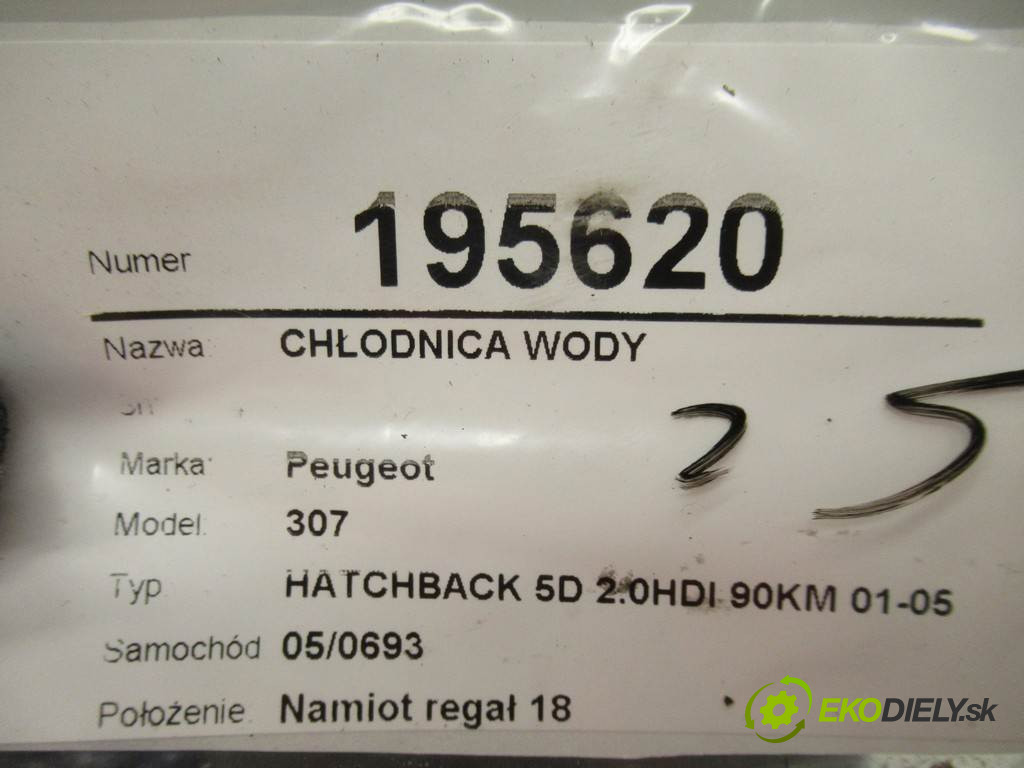 Numer 195620
Nazwa: CHŁODNICA WODY
Marka: Peugeot
2 5
Model: 307
Typ HATCHBACK 5D 2.0HDI 90KM 01-05
Samochód 05/0693
Położenie: Namiot regał 18
EKODIELY.sk